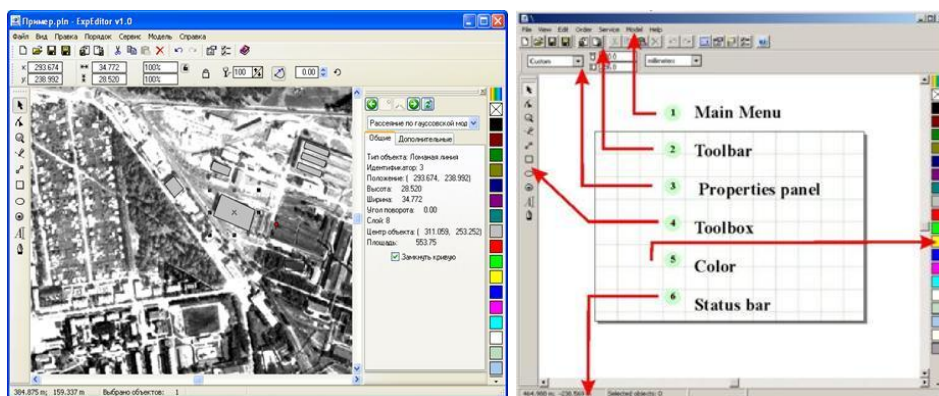 Пример.pln - ExpEditor v1.0
Файл Вид Правка Порядок Сервис Модель Справка
x: 293.674 34.772 100% 100 0.00
y: 238.992 28.520 100%
Рассеяние по гауссовской мод
Общие Дополнительные
Тип объекта: Ломаная линия
Идентификатор: 3
Положение: ( 293.674, 238.992)
Высота: 28.520
Ширина: 34.772
Угол поворота: 0.00
Слой: 8
Центр объекта: ( 311.059, 253.252)
Площадь: 553.75
Замкнуть кривую
384.875 m; 159.337 m Выбрано объектов: 1
File View Edit Order Service Model Help
Custom millimetres
1 Main Menu
2 Toolbar
3 Properties panel
4 Toolbox
5 Color
6 Status bar
Selected objects: 0